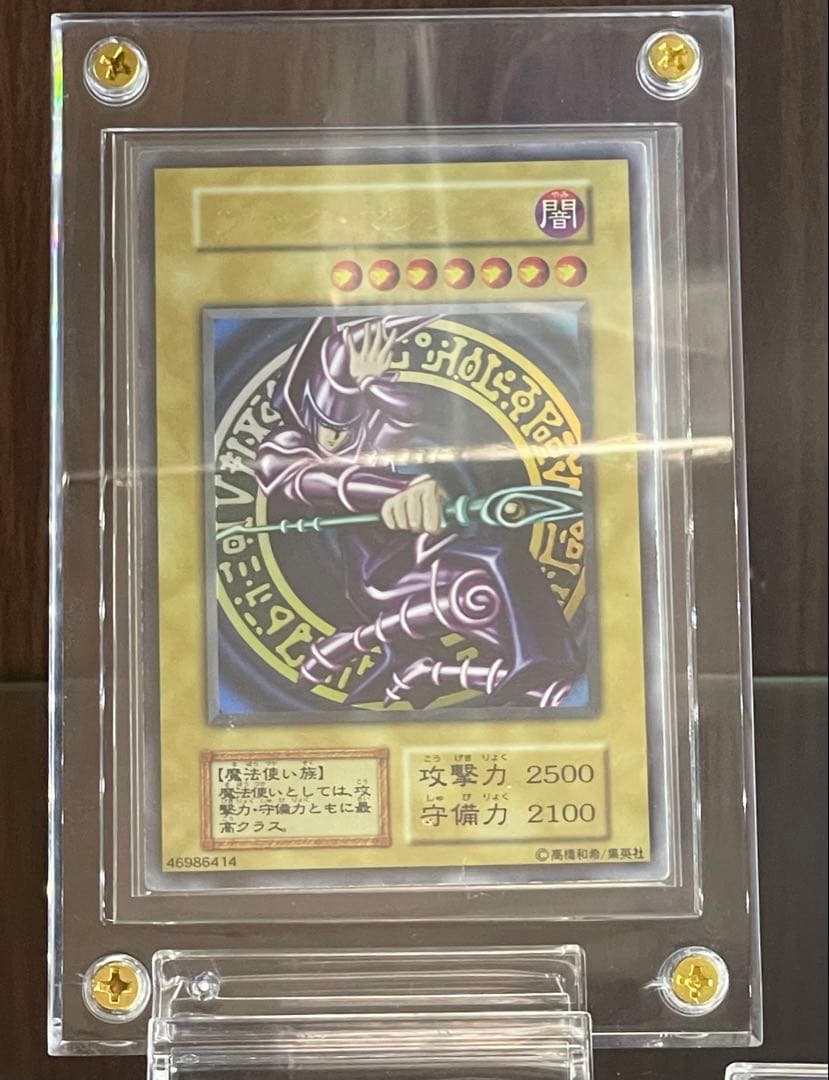 闇
【魔法使い族】
魔法使いとしては、攻
撃力・守備力ともに最
高クラス。
攻撃力 2500
守備力 2100
46986414
©高橋和希/集英社